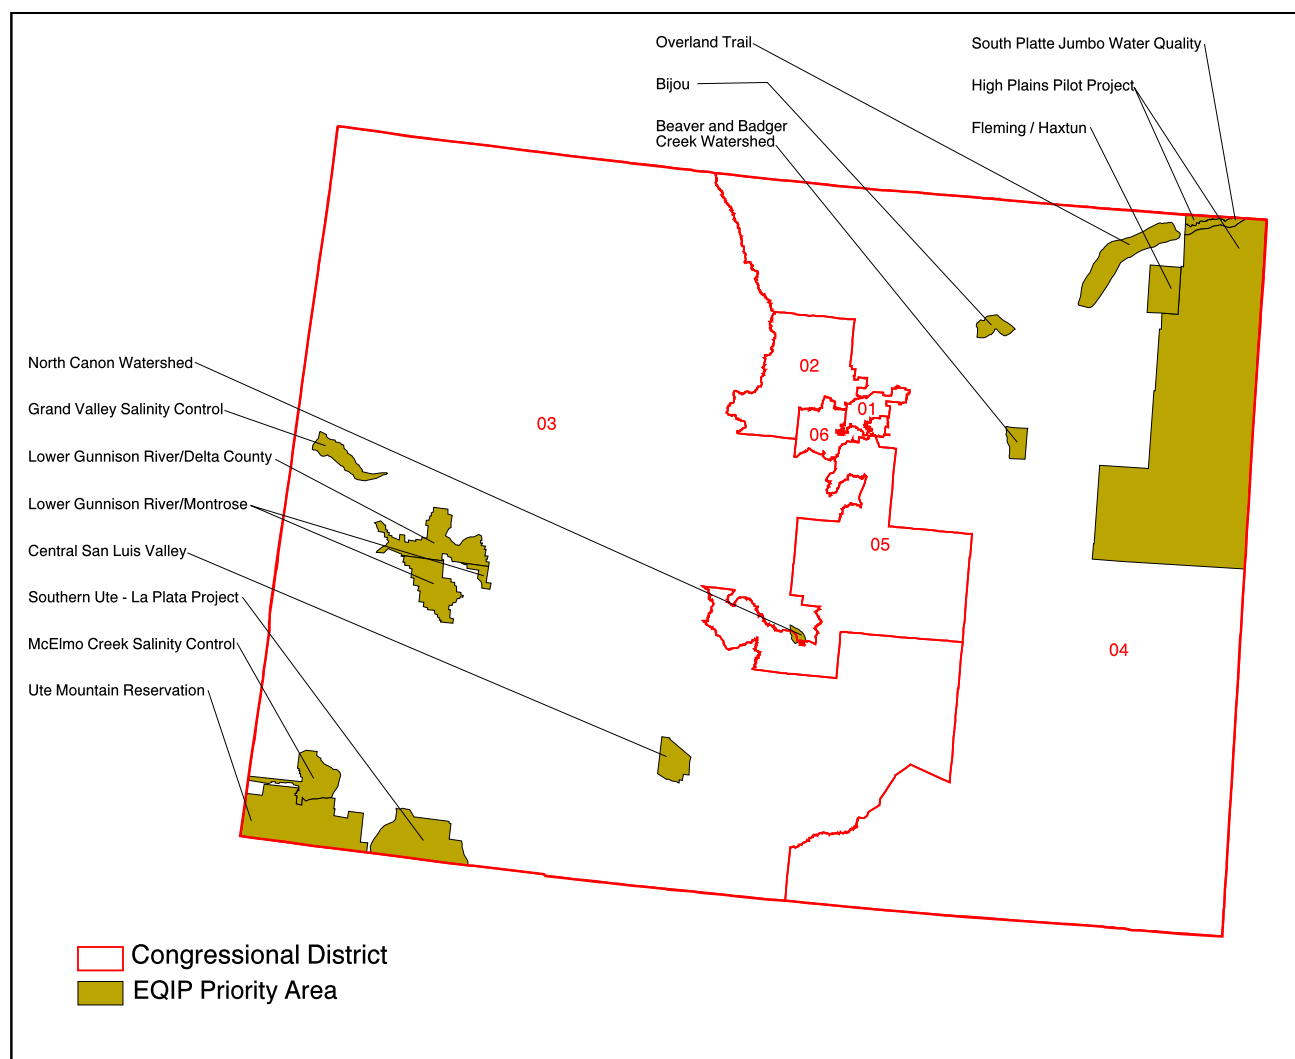 Overland Trail
South Platte Jumbo Water Quality
Bijou
High Plains Pilot Project
Beaver and Badger
Creek Watershed
Fleming / Haxtun
North Canon Watershed
Grand Valley Salinity Control
Lower Gunnison River/Delta County
Lower Gunnison River/Montrose
Central San Luis Valley
Southern Ute - La Plata Project
McElmo Creek Salinity Control
Ute Mountain Reservation
02
01
03
06
05
04
Congressional District
EQIP Priority Area